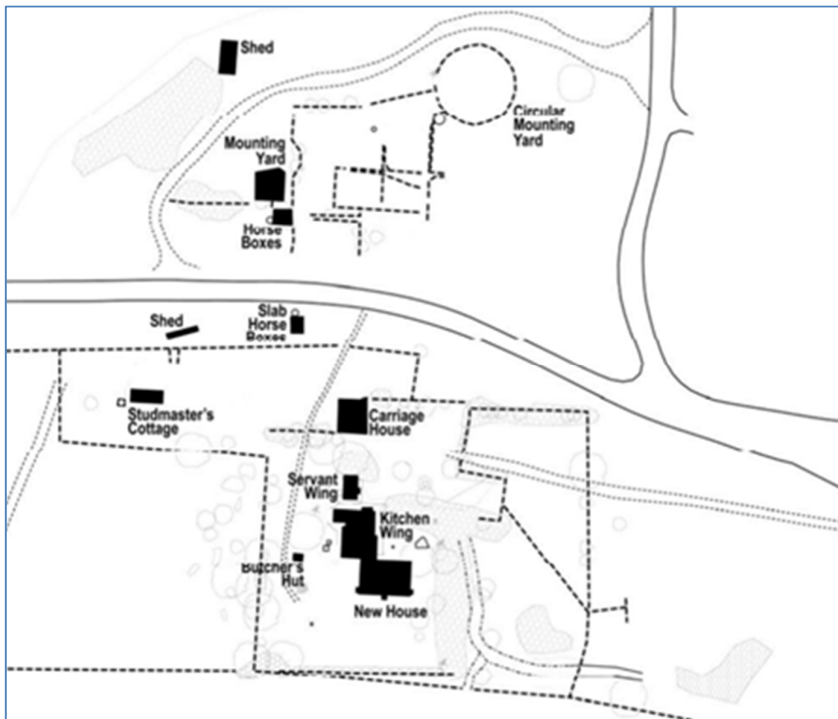 Shed
Circular
Mounting
Yard
Mounting
Yard
Horse
Boxes
Slab
Horse
Boxes
Shed
Studmaster's
Cottage
Carriage
House
Servant
Wing
Kitchen
Wing
Butcher's
Hut
New House